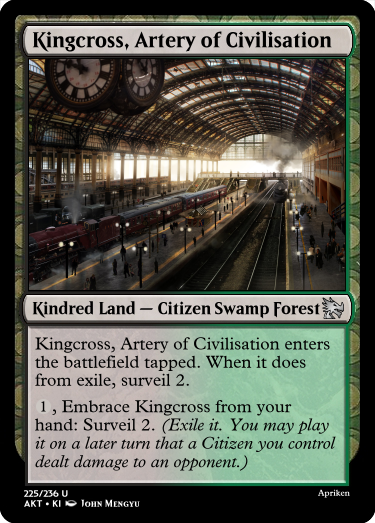 Kingcross, Artery of Civilisation
Kindred Land — Citizen Swamp Forest
Kingcross, Artery of Civilisation enters
the battlefield tapped. When it does
from exile, surveil 2.
1 , Embrace Kingcross from your
hand: Surveil 2. (Exile it. You may play
it on a later turn that a Citizen you control
dealt damage to an opponent.)
225/236 U
Apriken
AKT • KI John Mengyu